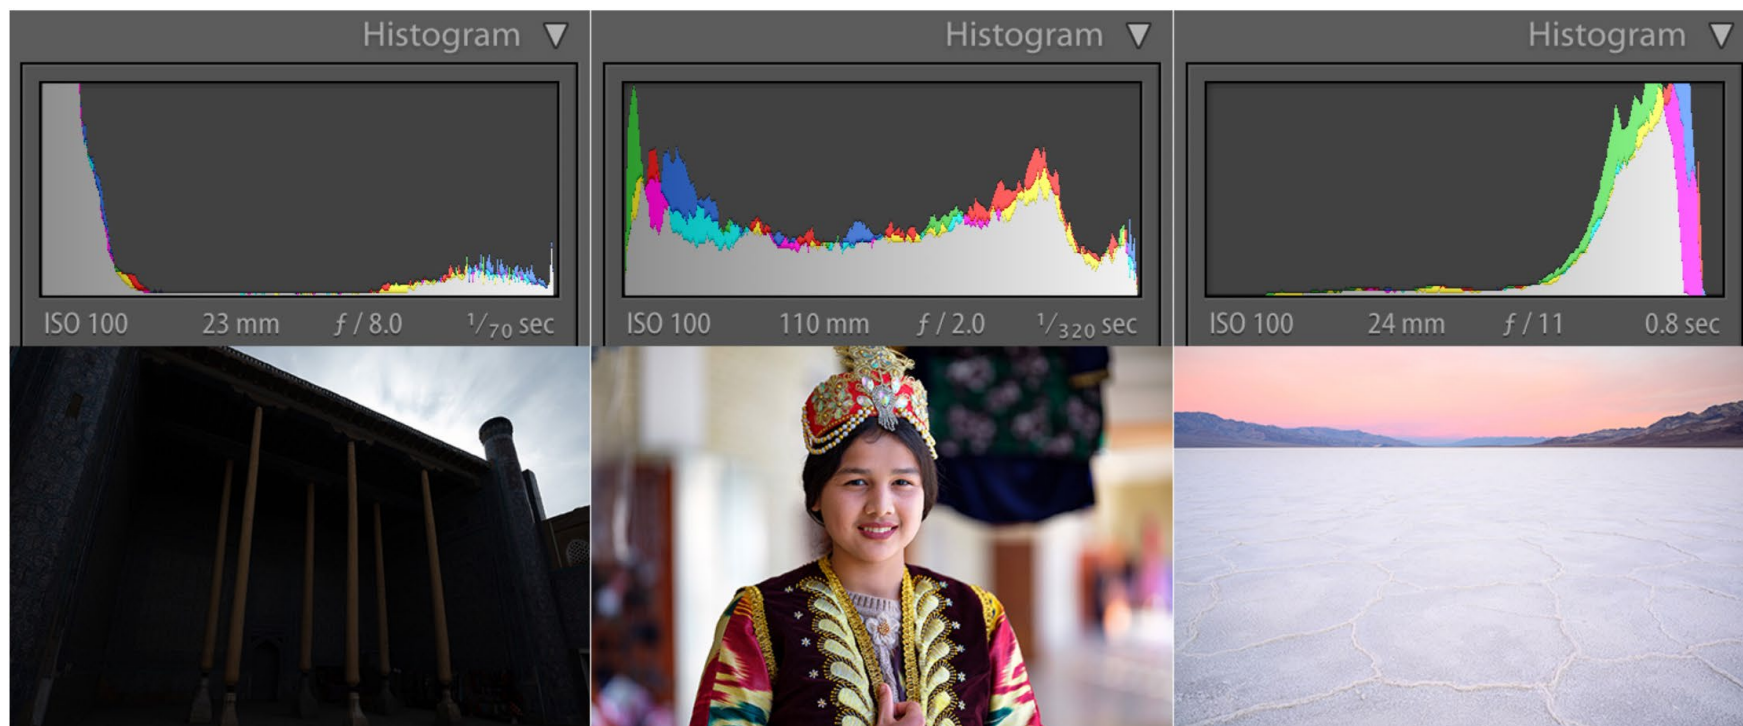 Histogram ▼
ISO 100 23 mm ƒ / 8.0 1/70 sec
Histogram ▼
ISO 100 110 mm ƒ / 2.0 1/320 sec
Histogram ▼
ISO 100 24 mm ƒ / 11 0.8 sec